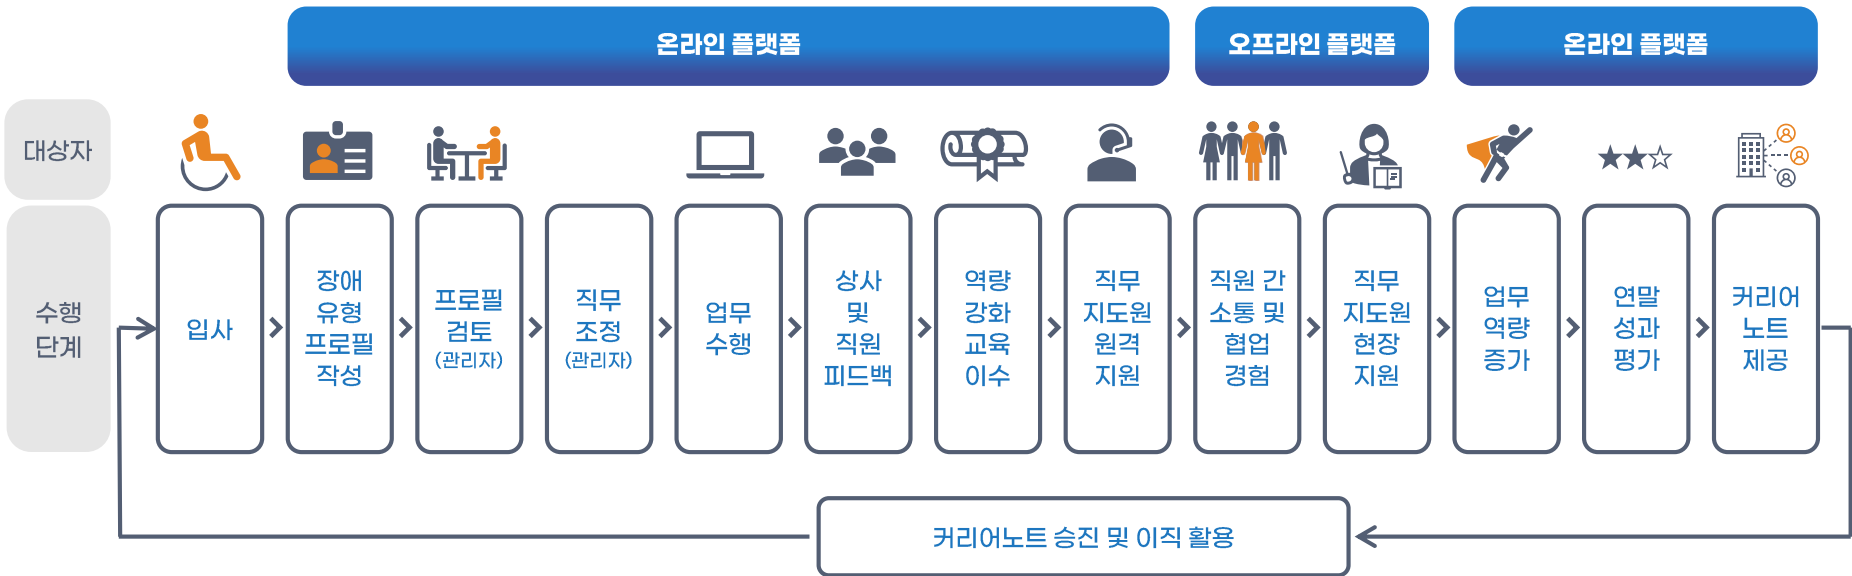 온라인 플랫폼
오프라인 플랫폼
온라인 플랫폼
대상자
수행
단계
입사
장애
유형
프로필
작성
프로필
검토
(관리자)
직무
조정
(관리자)
업무
수행
상사
및
직원
피드백
역량
강화
교육
이수
직무
지도원
원격
지원
직원 간
소통 및
협업
경험
직무
지도원
현장
지원
업무
역량
증가
연말
성과
평가
커리어
노트
제공
커리어노트 승진 및 이직 활용